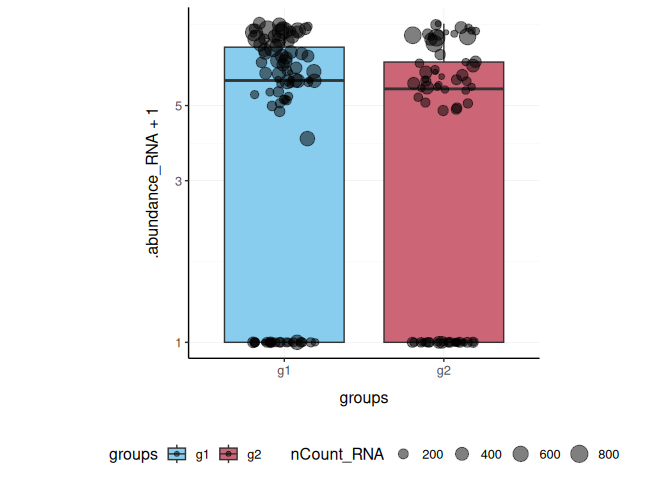 .abundance_RNA + 1
5
3
1
g1 g2
groups
groups g1 g2 nCount_RNA 200 400 600 800